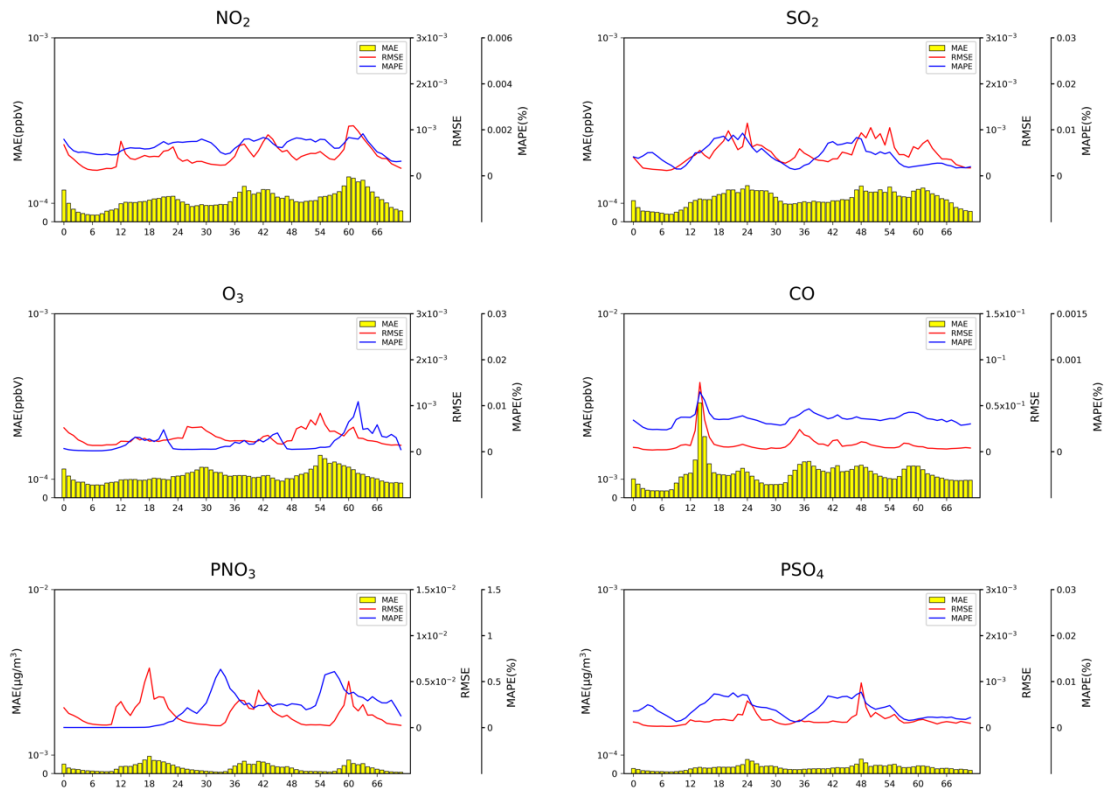 NO₂
10⁻³
10⁻⁴
0
MAE(ppbV)
0 6 12 18 24 30 36 42 48 54 60 66
MAE
RMSE
MAPE
3x10⁻³
2x10⁻³
10⁻³
0
RMSE
0.006
0.004
0.002
0
MAPE(%)
SO₂
10⁻³
10⁻⁴
0
MAE(ppbV)
0 6 12 18 24 30 36 42 48 54 60 66
MAE
RMSE
MAPE
3x10⁻³
2x10⁻³
10⁻³
0
RMSE
0.03
0.02
0.01
0
MAPE(%)
O₃
10⁻³
10⁻⁴
0
MAE(ppbV)
0 6 12 18 24 30 36 42 48 54 60 66
MAE
RMSE
MAPE
3x10⁻³
2x10⁻³
10⁻³
0
RMSE
0.03
0.02
0.01
0
MAPE(%)
CO
10⁻²
10⁻³
0
MAE(ppbV)
0 6 12 18 24 30 36 42 48 54 60 66
MAE
RMSE
MAPE
1.5x10⁻¹
10⁻¹
0.5x10⁻¹
0
RMSE
0.0015
0.001
0.0005
0
MAPE(%)
PNO₃
10⁻²
10⁻³
0
MAE(μg/m³)
0 6 12 18 24 30 36 42 48 54 60 66
MAE
RMSE
MAPE
1.5x10⁻²
10⁻²
0.5x10⁻²
0
RMSE
1.5
1
0.5
0
MAPE(%)
PSO₄
10⁻³
10⁻⁴
0
MAE(μg/m³)
0 6 12 18 24 30 36 42 48 54 60 66
MAE
RMSE
MAPE
3x10⁻³
2x10⁻³
10⁻³
0
RMSE
0.03
0.02
0.01
0
MAPE(%)